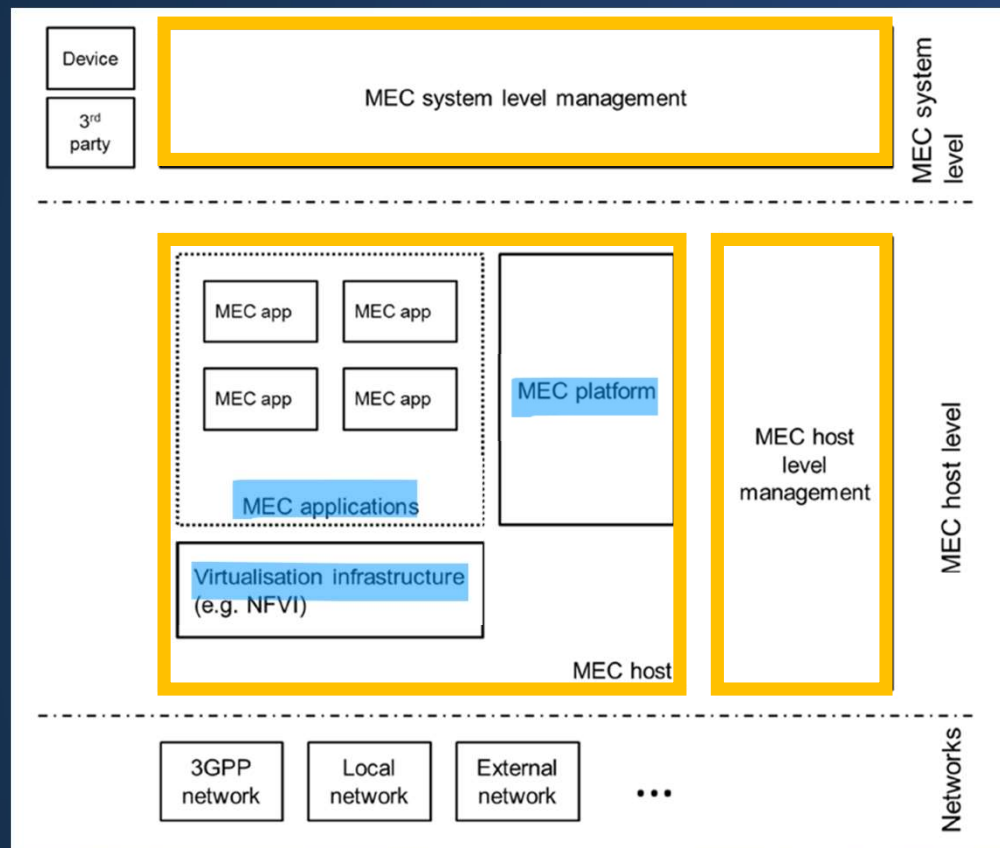 Device
3rd
party
MEC system level management
MEC system
level
MEC app
MEC app
MEC app
MEC app
MEC applications
MEC platform
Virtualisation infrastructure
(e.g. NFVI)
MEC host
MEC host
level
management
MEC host level
3GPP
network
Local
network
External
network
...
Networks